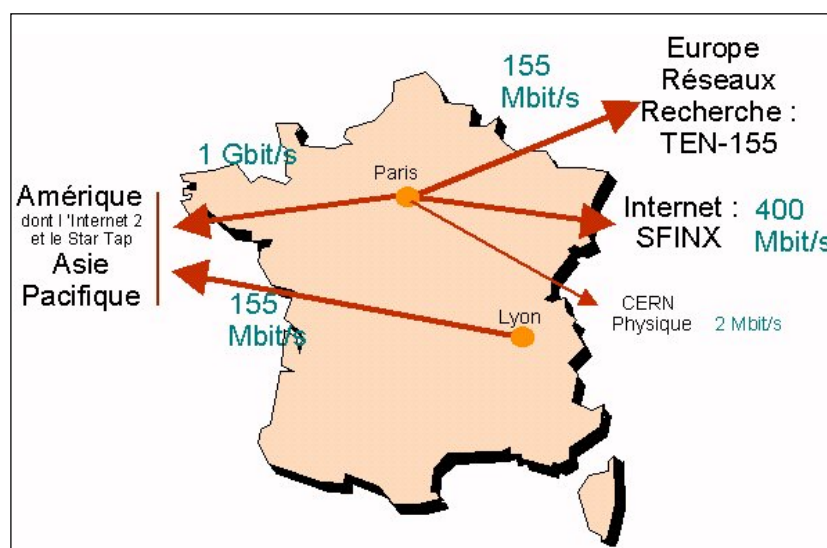 Europe
Réseaux
Recherche :
TEN-155
155
Mbit/s
1 Gbit/s
Paris
Amérique
dont l 'Internet 2
et le Star Tap
Asie
Pacifique
Internet :
SFINX
400
Mbit/s
155
Mbit/s
Lyon
CERN
Physique
2 Mbit/s